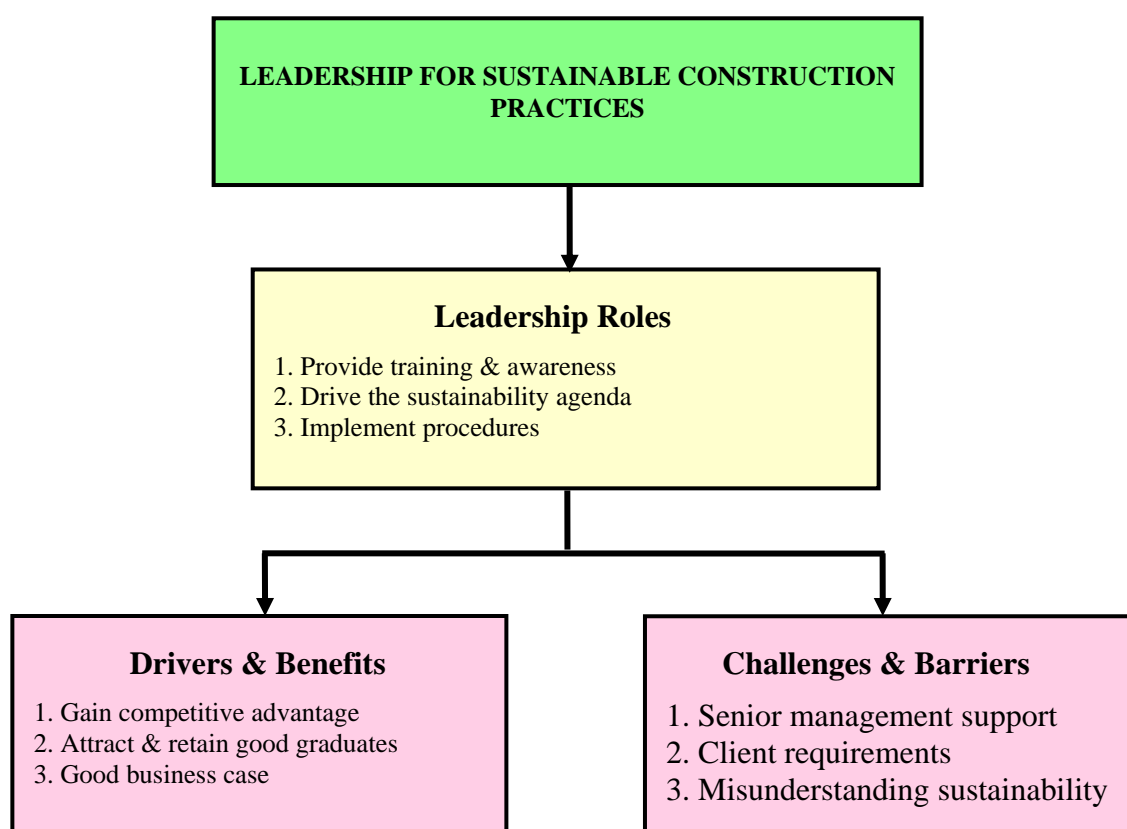 LEADERSHIP FOR SUSTAINABLE CONSTRUCTION
PRACTICES
Leadership Roles
1. Provide training & awareness
2. Drive the sustainability agenda
3. Implement procedures
Drivers & Benefits
1. Gain competitive advantage
2. Attract & retain good graduates
3. Good business case
Challenges & Barriers
1. Senior management support
2. Client requirements
3. Misunderstanding sustainability